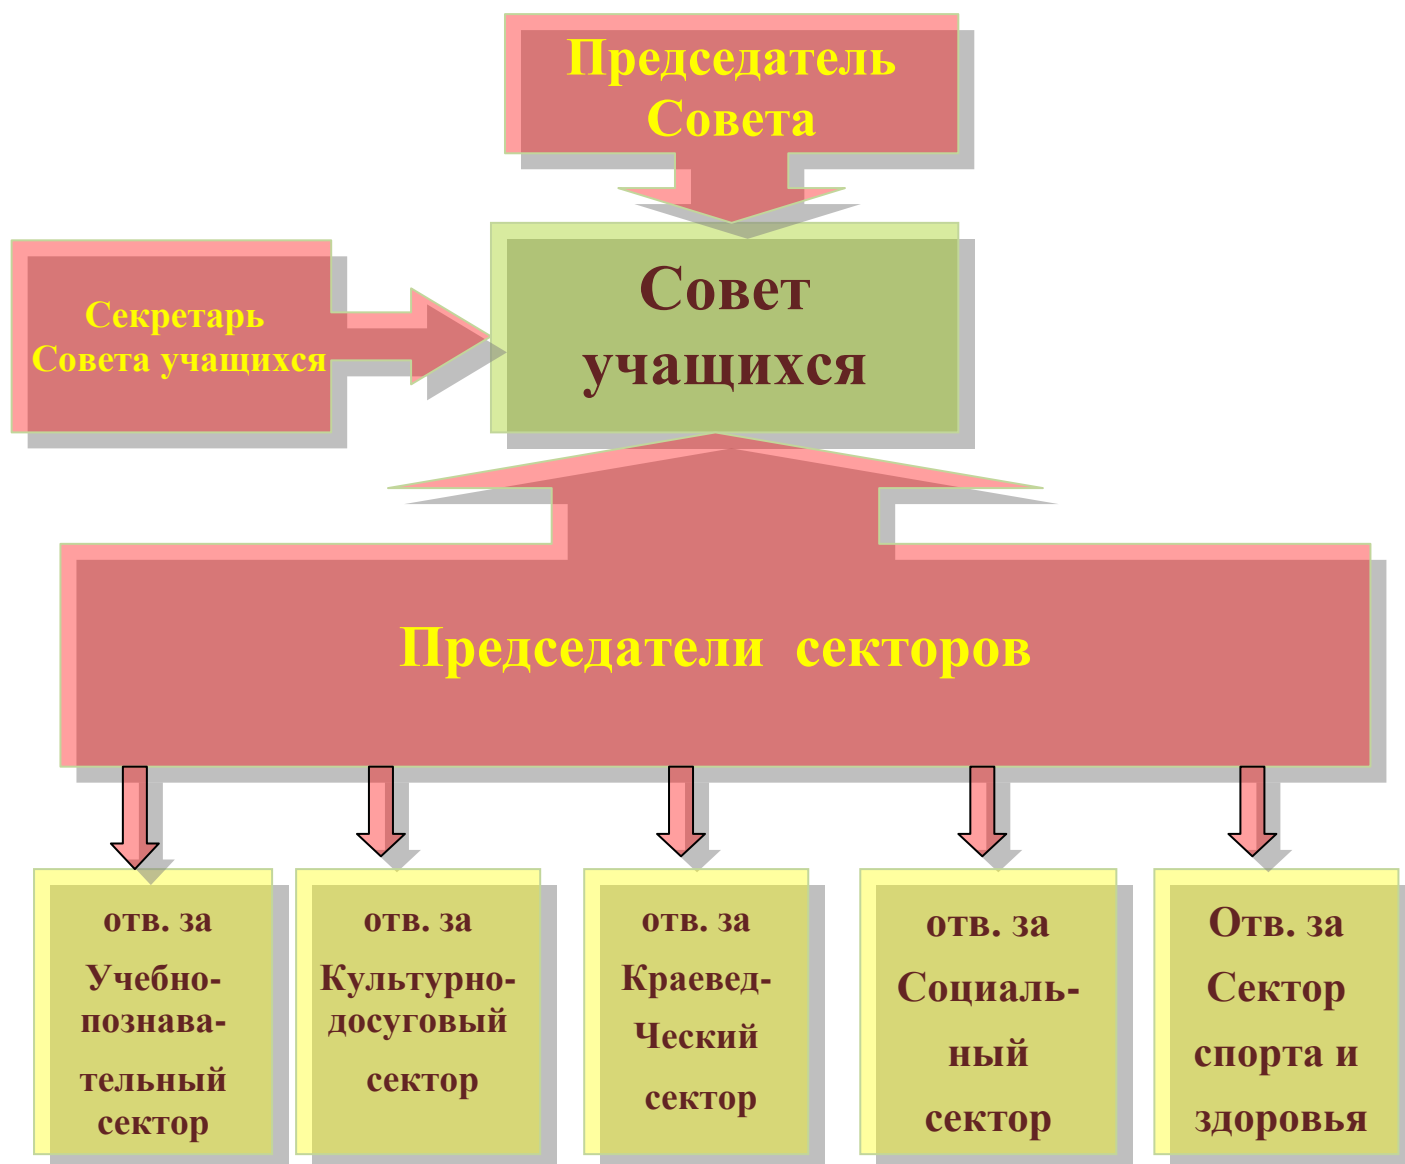 Председатель
Совета
Секретарь
Совета учащихся
Совет
учащихся
Председатели секторов
отв. за
Учебно-
познава-
тельный
сектор
отв. за
Культурно-
досуговый
сектор
отв. за
Краевед-
Ческий
сектор
отв. за
Социаль-
ный
сектор
Отв. за
Сектор
спорта и
здоровья